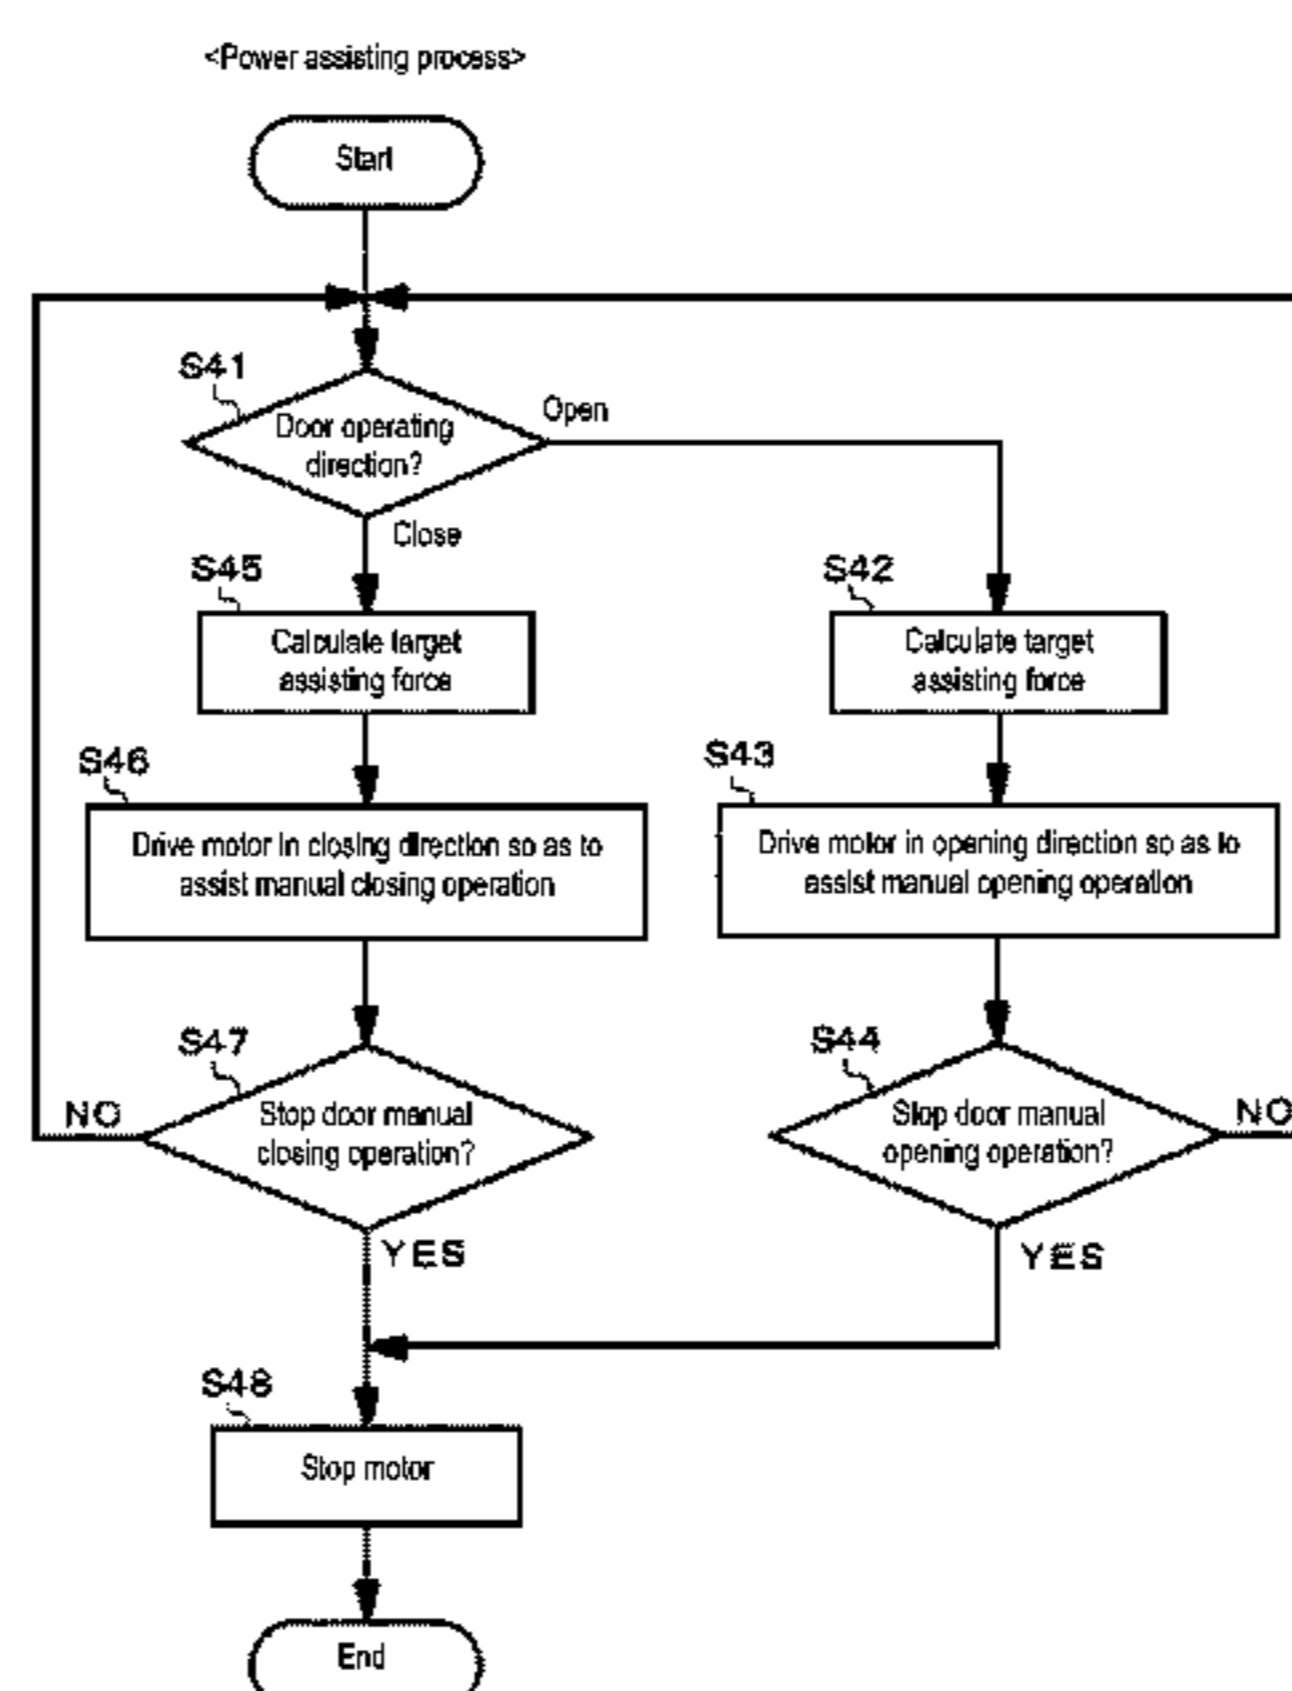 <Power assisting process>
Start
S41
Door operating
direction?
Open
Close
S45
Calculate target
assisting force
S42
Calculate target
assisting force
S46
Drive motor in closing direction so as to
assist manual closing operation
S43
Drive motor in opening direction so as to
assist manual opening operation
S47
Stop door manual
closing operation?
NO
YES
S44
Stop door manual
opening operation?
NO
YES
S48
Stop motor
End